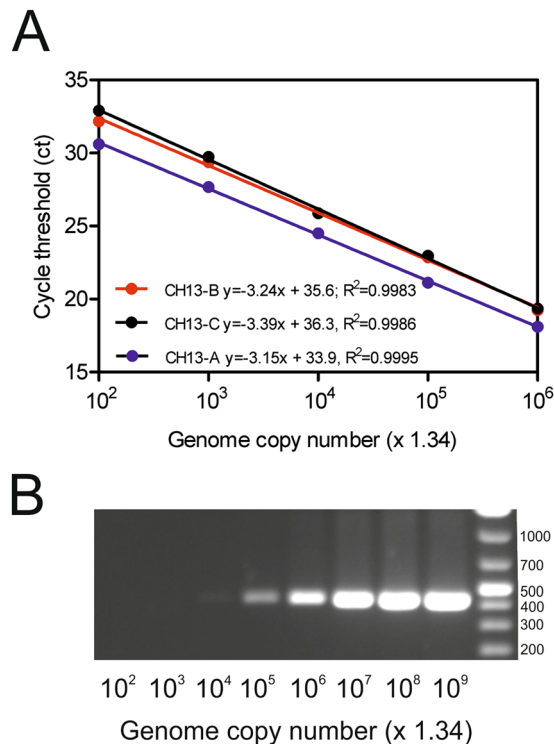 A
Cycle threshold (ct)
35
30
25
20
15
CH13-B y=-3.24x + 35.6; R²=0.9983
CH13-C y=-3.39x + 36.3, R²=0.9986
CH13-A y=-3.15x + 33.9, R²=0.9995
10² 10³ 10⁴ 10⁵ 10⁶
Genome copy number (x 1.34)
B
1000
700
500
400
300
200
10² 10³ 10⁴ 10⁵ 10⁶ 10⁷ 10⁸ 10⁹
Genome copy number (x 1.34)